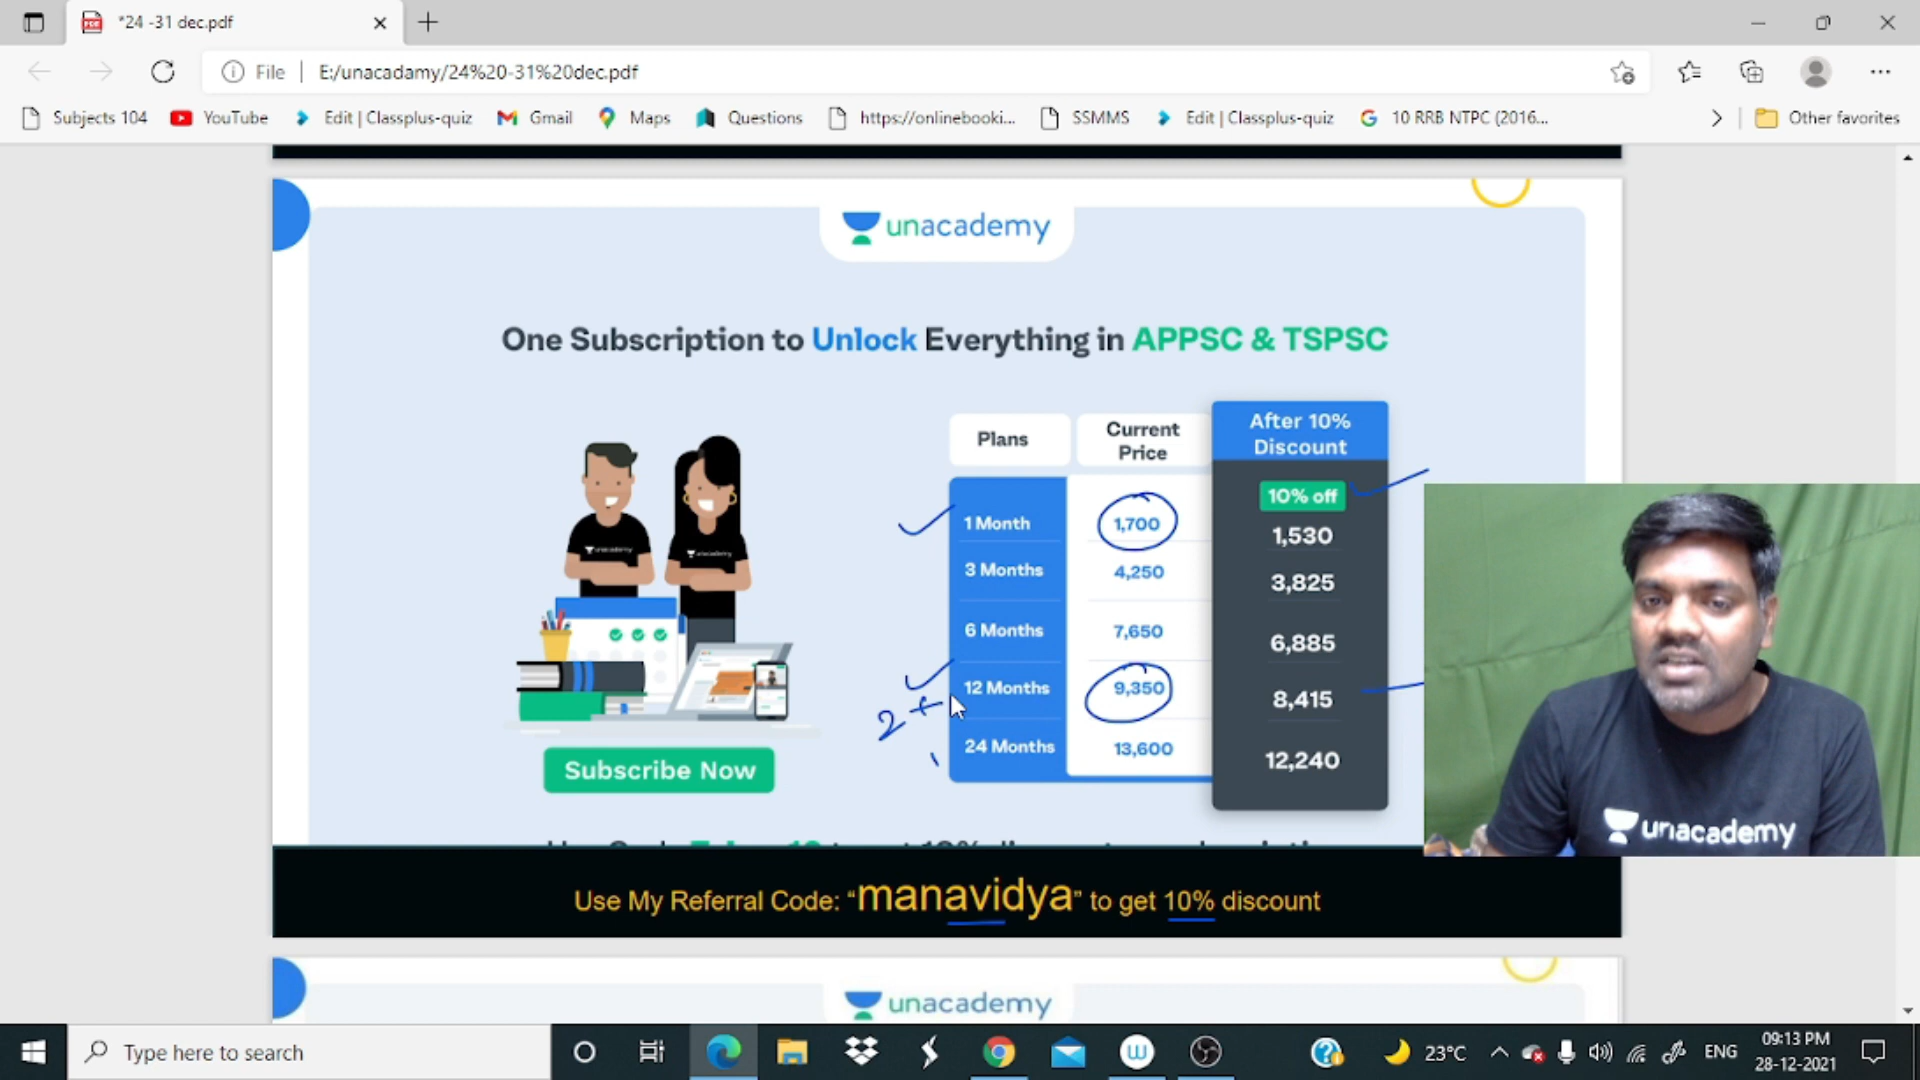 *24 -31 dec.pdf
File
E:/unacadamy/24%20-31%20dec.pdf
Subjects 104
YouTube
Edit | Classplus-quiz
Gmail
Maps
Questions
https://onlinebooki...
SSMMS
Edit | Classplus-quiz
10 RRB NTPC (2016...
Other favorites
unacademy
One Subscription to Unlock Everything in APPSC & TSPSC
Plans
Current Price
After 10% Discount
10% off
1 Month 1,700 1,530
3 Months 4,250 3,825
6 Months 7,650 6,885
12 Months 9,350 8,415
2 +
24 Months 13,600 12,240
Subscribe Now
unacademy
Use My Referral Code: “manavidya” to get 10% discount
unacademy
Type here to search
23°C
ENG
09:13 PM
28-12-2021